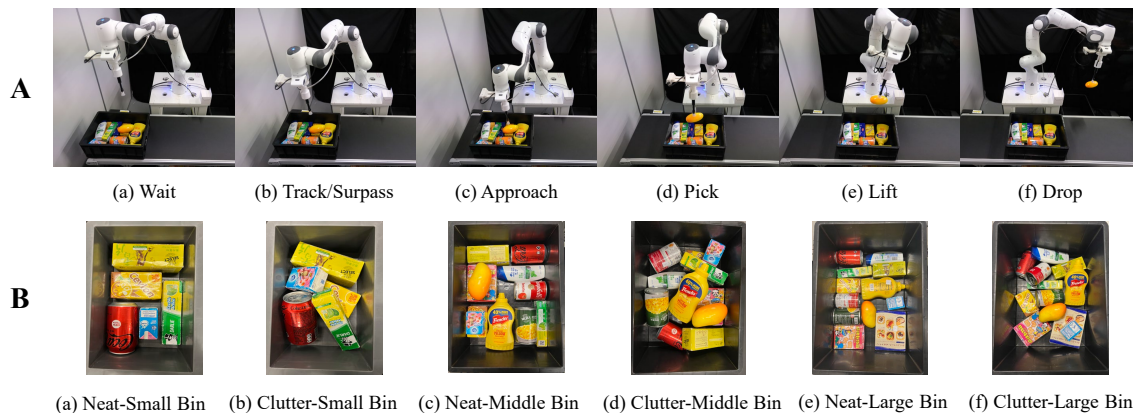 A
(a) Wait
(b) Track/Surpass
(c) Approach
(d) Pick
(e) Lift
(f) Drop
B
(a) Neat-Small Bin
(b) Clutter-Small Bin
(c) Neat-Middle Bin
(d) Clutter-Middle Bin
(e) Neat-Large Bin
(f) Clutter-Large Bin